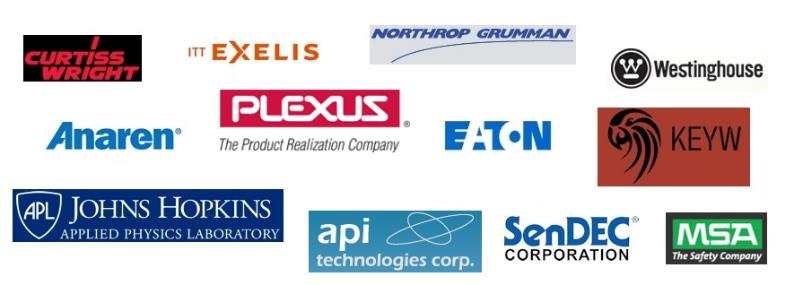 CURTISS
WRIGHT
ITT EXELIS
NORTHROP GRUMMAN
W Westinghouse
Anaren®
PLEXUS®
The Product Realization Company
EATON
KEYW
APL JOHNS HOPKINS
APPLIED PHYSICS LABORATORY
api
technologies corp.
SenDEC®
CORPORATION
MSA
The Safety Company